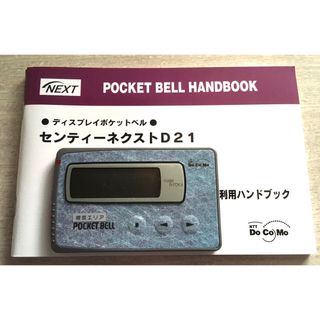 NEXT
POCKET BELL HANDBOOK
● ディスプレイポケットベル ●
センティーネクストD21
利用ハンドブック
NTT
DoCoMo
DoCoMo
POCKET BELL